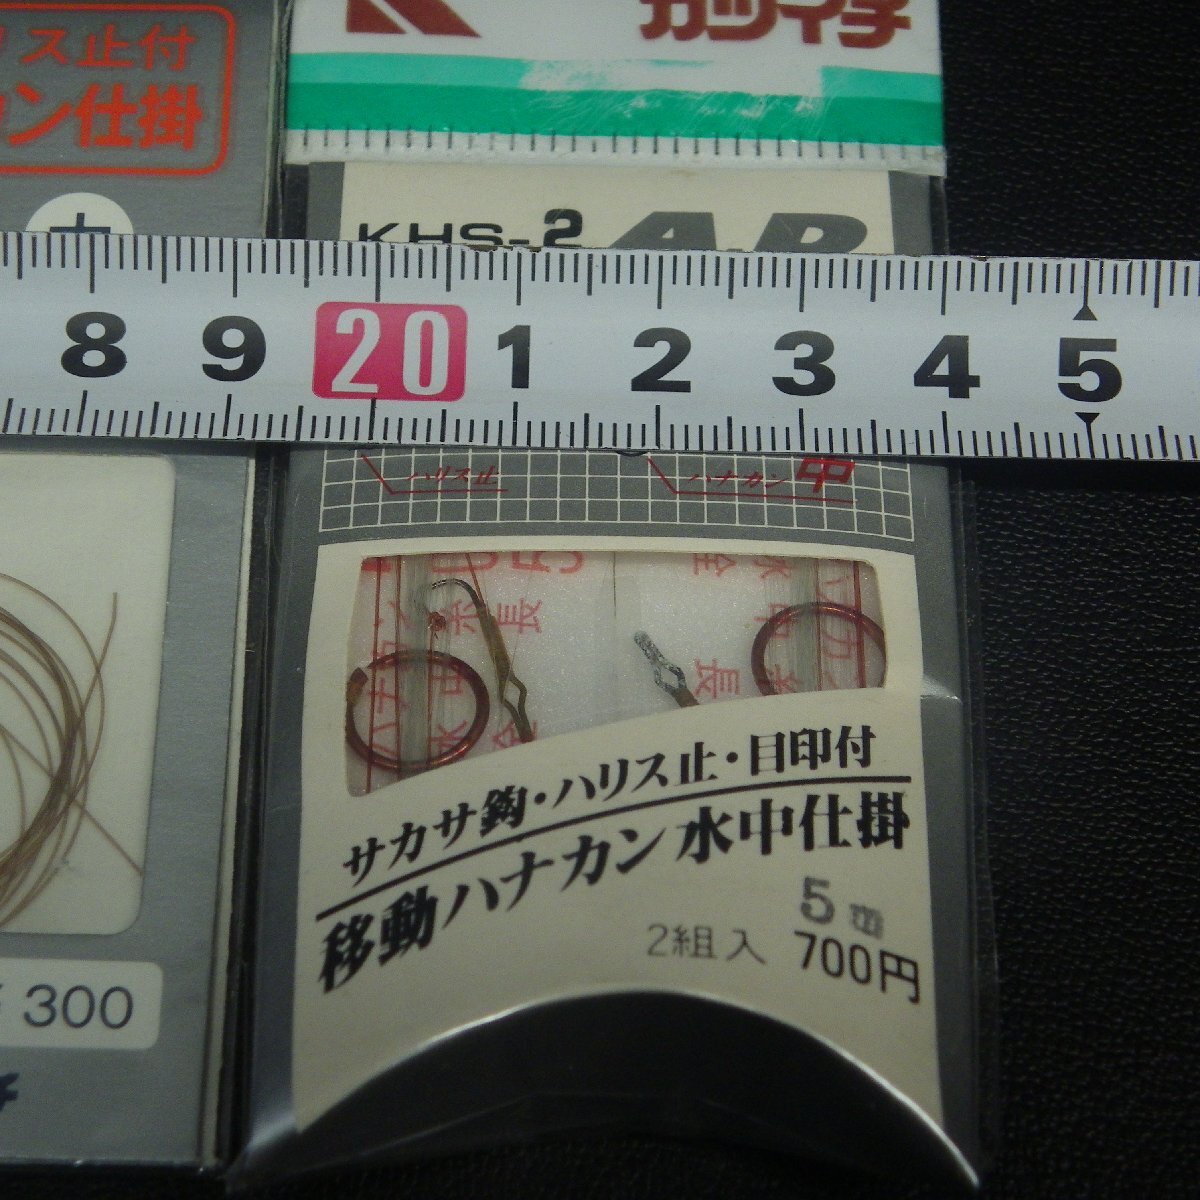 カツイチ
リス止付
カン仕掛
KHS-2
8 9 20 1 2 3 4 5
ハリス止
ハナカン 中
サカサ鈎・ハリス止・目印付
移動ハナカン水中仕掛
5m
2組入 700円
300